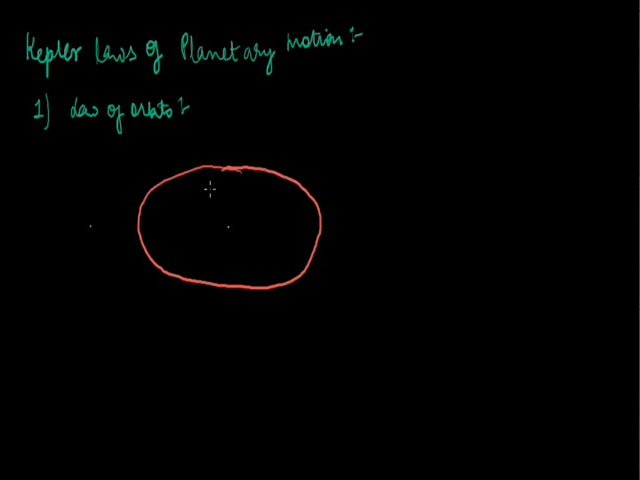 Kepler Laws of Planetary motion :-
1) Law of orbits :-